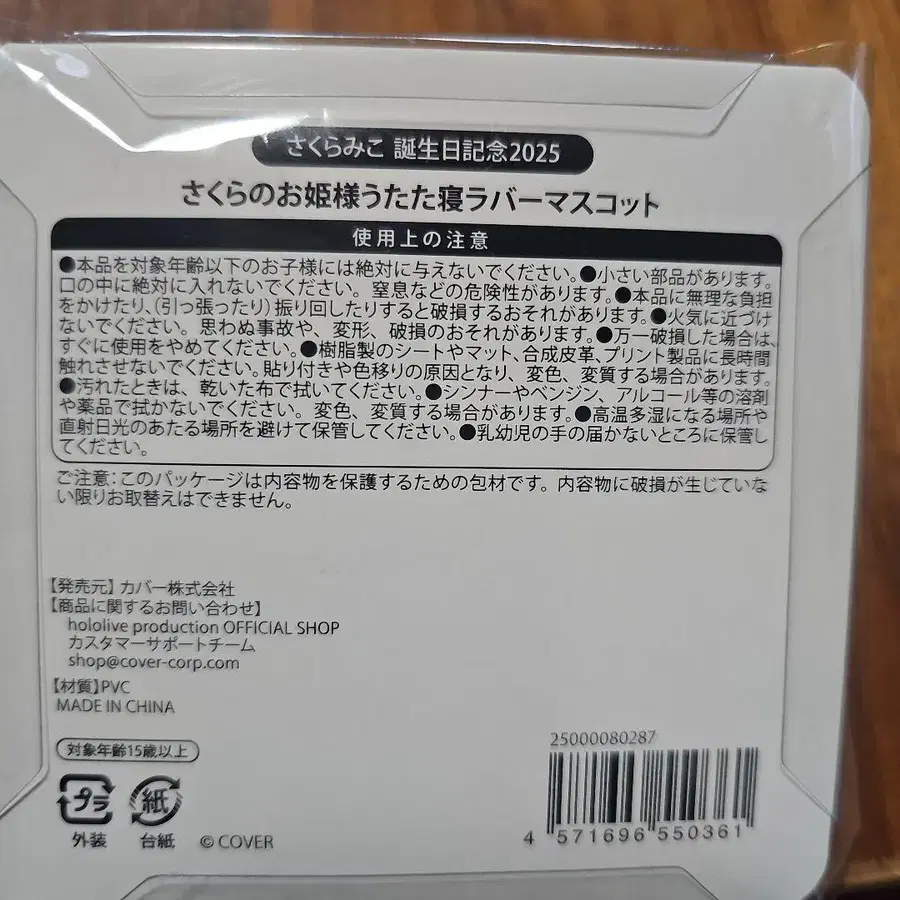 さくらみこ 誕生日記念2025
さくらのお姫様うたた寝ラバーマスコット
使用上の注意
●本品を対象年齢以下のお子様には絶対に与えないでください。●小さい部品があります。
口の中に絶対に入れないでください。窒息などの危険性があります。●本品に無理な負担
をかけたり、（引っ張ったり）振り回したりすると破損するおそれがあります。●火気に近づけ
ないでください。思わぬ事故や、変形、破損のおそれがあります。●万一破損した場合は、
すぐに使用をやめてください。●樹脂製のシートやマット、合成皮革、プリント製品に長時間
触れさせないでください。貼り付きや色移りの原因となり、変色、変質する場合があります。
●汚れたときは、乾いた布で拭いてください。●シンナーやベンジン、アルコール等の溶剤
や薬品で拭かないでください。変色、変質する場合があります。●高温多湿になる場所や
直射日光のあたる場所を避けて保管してください。●乳幼児の手の届かないところに保管し
てください。
ご注意：このパッケージは内容物を保護するための包材です。内容物に破損が生じていな
い限りお取替えはできません。
【発売元】カバー株式会社
【商品に関するお問い合わせ】
hololive production OFFICIAL SHOP
カスタマーサポートチーム
shop@cover-corp.com
【材質】PVC
MADE IN CHINA
対象年齢15歳以上
25000080287
プラ 紙
外装 台紙 © COVER
4 571696 550361